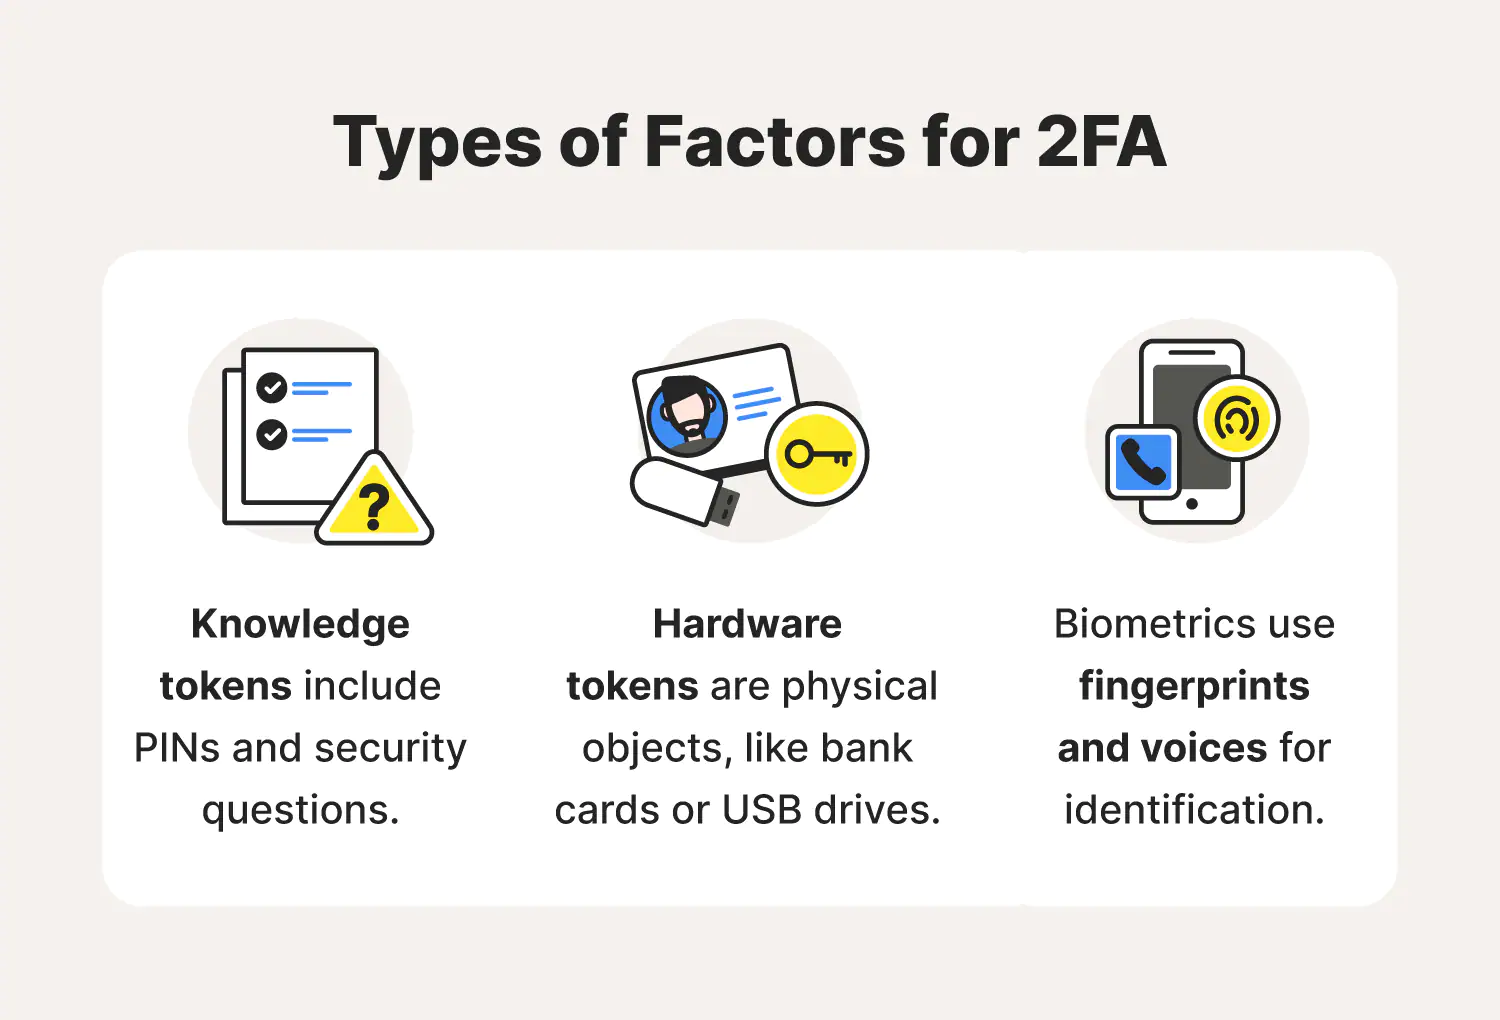 Types of Factors for 2FA
Knowledge
tokens include
PINs and security
questions.
Hardware
tokens are physical
objects, like bank
cards or USB drives.
Biometrics use
fingerprints
and voices for
identification.